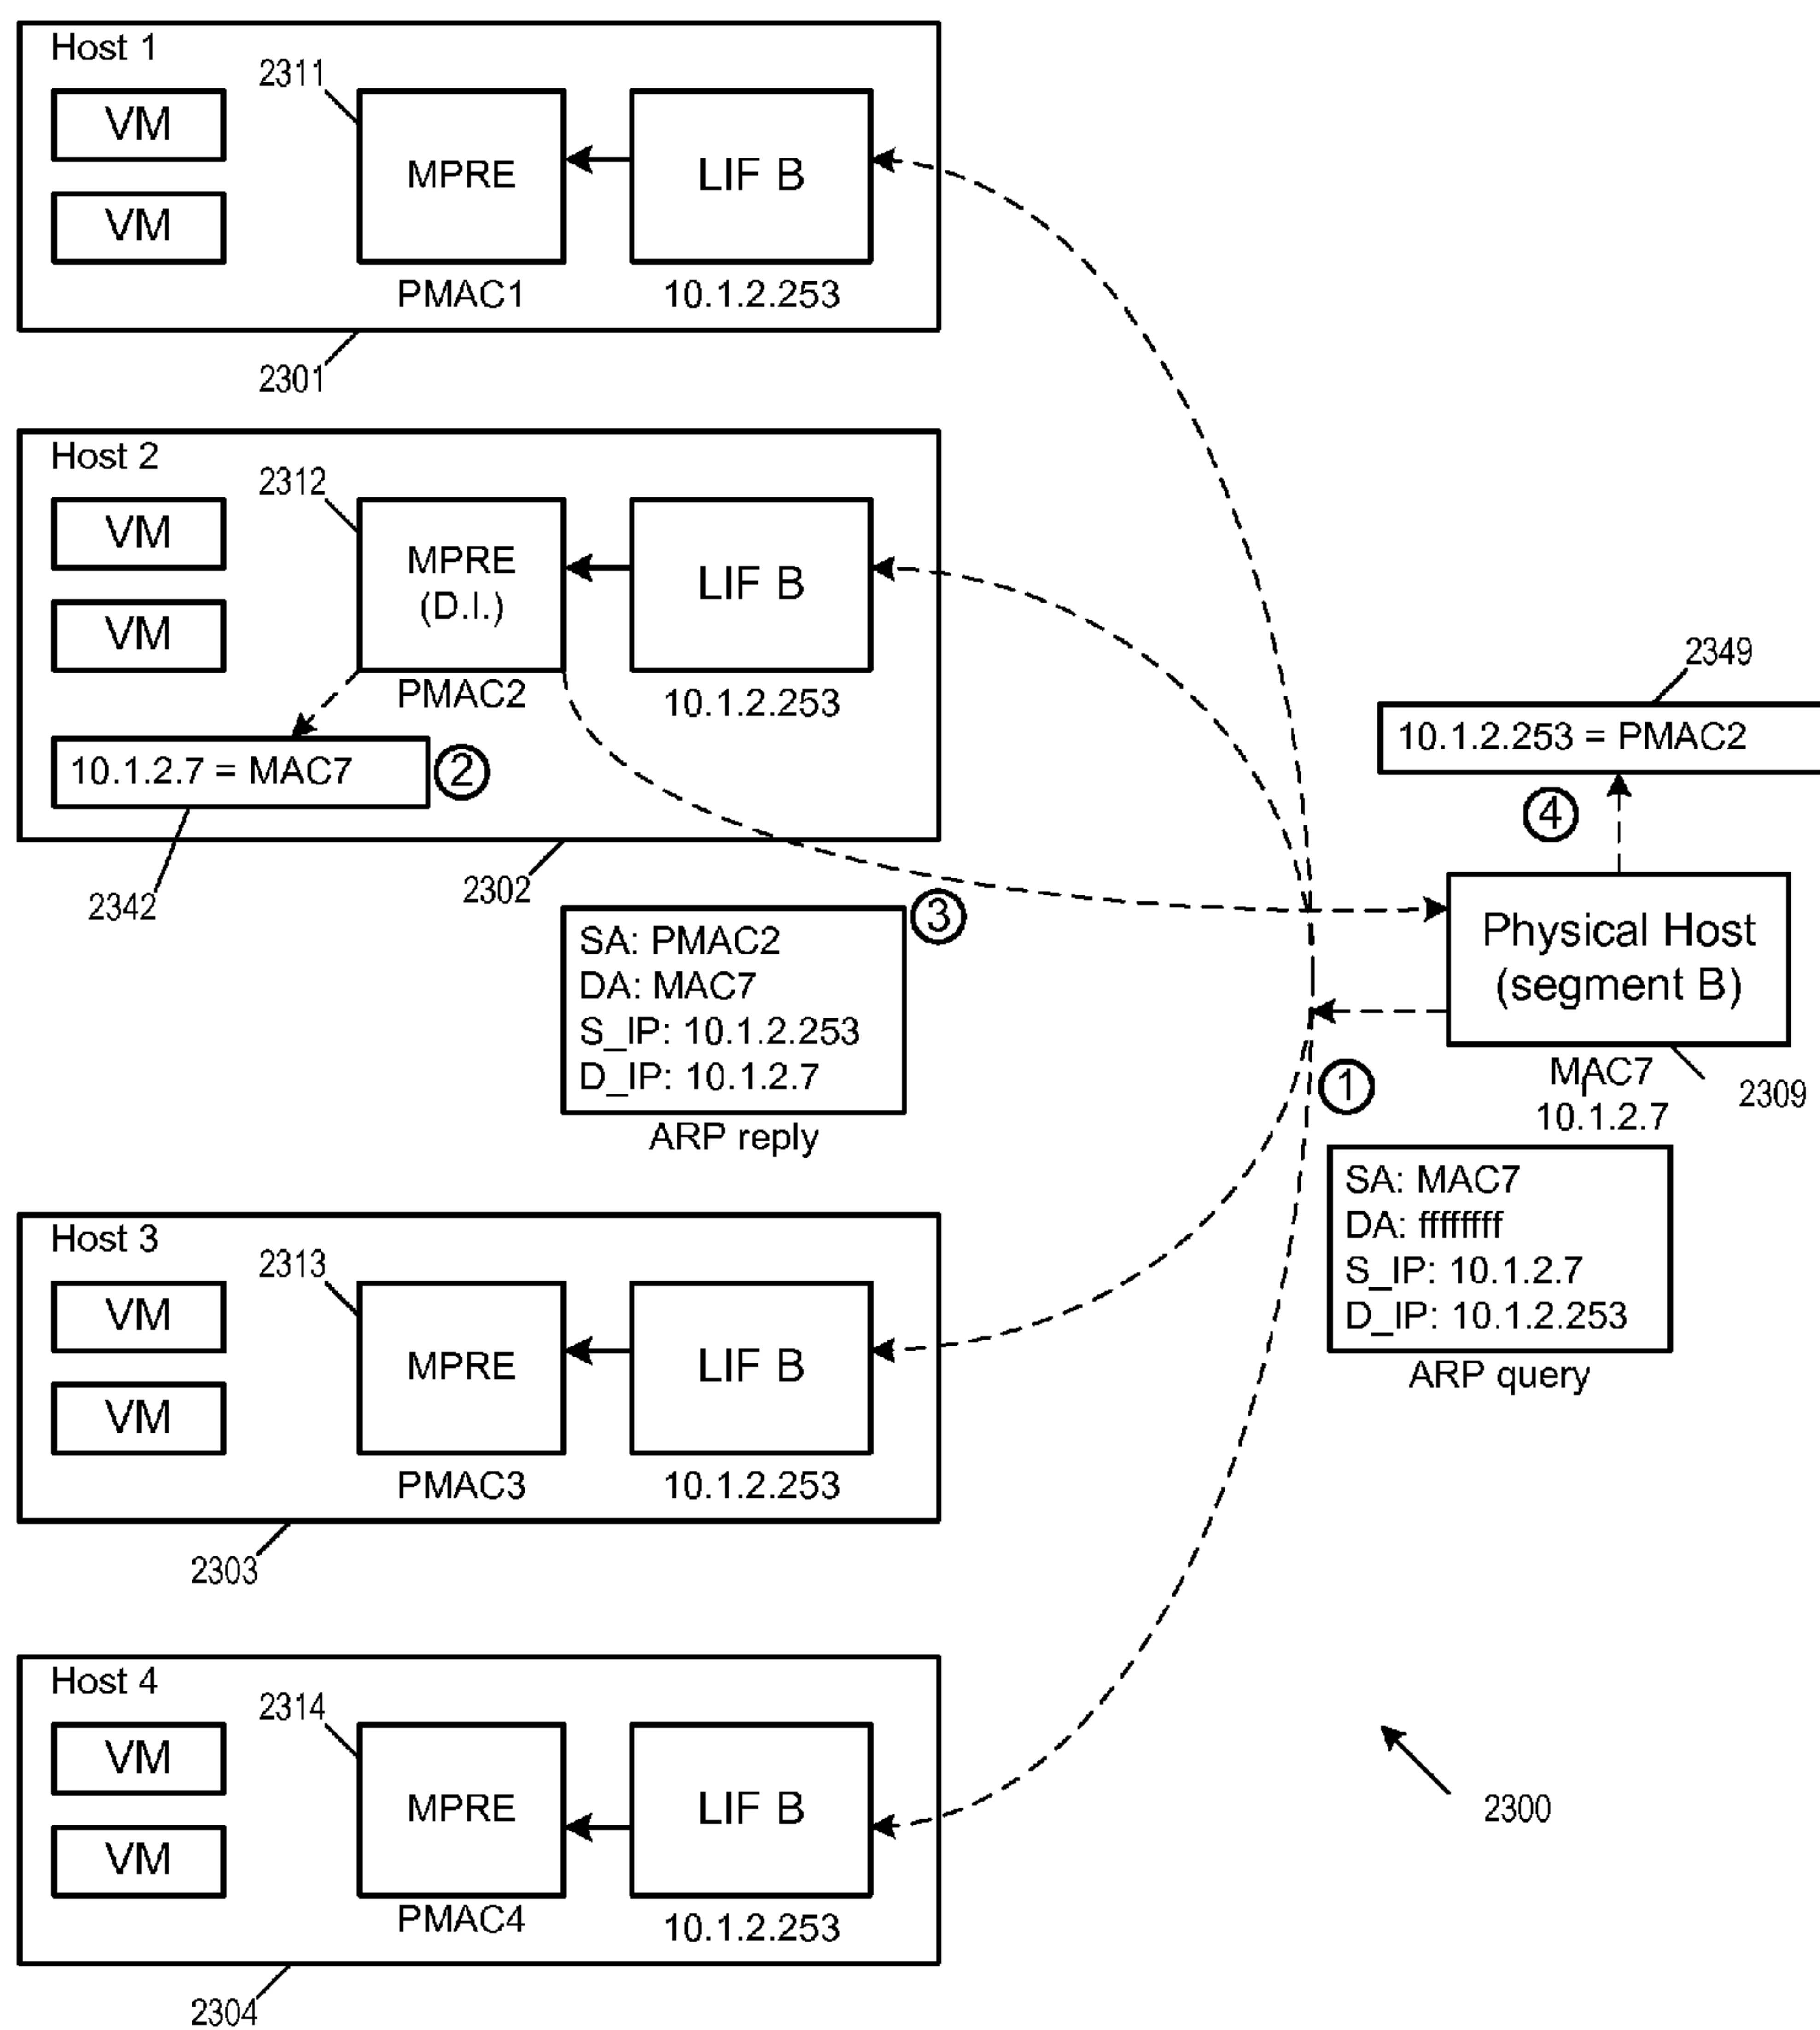 Host 1
2311
VM
VM
MPRE
LIF B
PMAC1
10.1.2.253
2301
Host 2
2312
VM
VM
MPRE
(D.I.)
LIF B
PMAC2
10.1.2.253
10.1.2.7 = MAC7
2
2342
2302
3
SA: PMAC2
DA: MAC7
S_IP: 10.1.2.253
D_IP: 10.1.2.7
ARP reply
2349
10.1.2.253 = PMAC2
4
Physical Host
(segment B)
MAC7
10.1.2.7
2309
1
SA: MAC7
DA: ffffffff
S_IP: 10.1.2.7
D_IP: 10.1.2.253
ARP query
Host 3
2313
VM
VM
MPRE
LIF B
PMAC3
10.1.2.253
2303
Host 4
2314
VM
VM
MPRE
LIF B
PMAC4
10.1.2.253
2304
2300